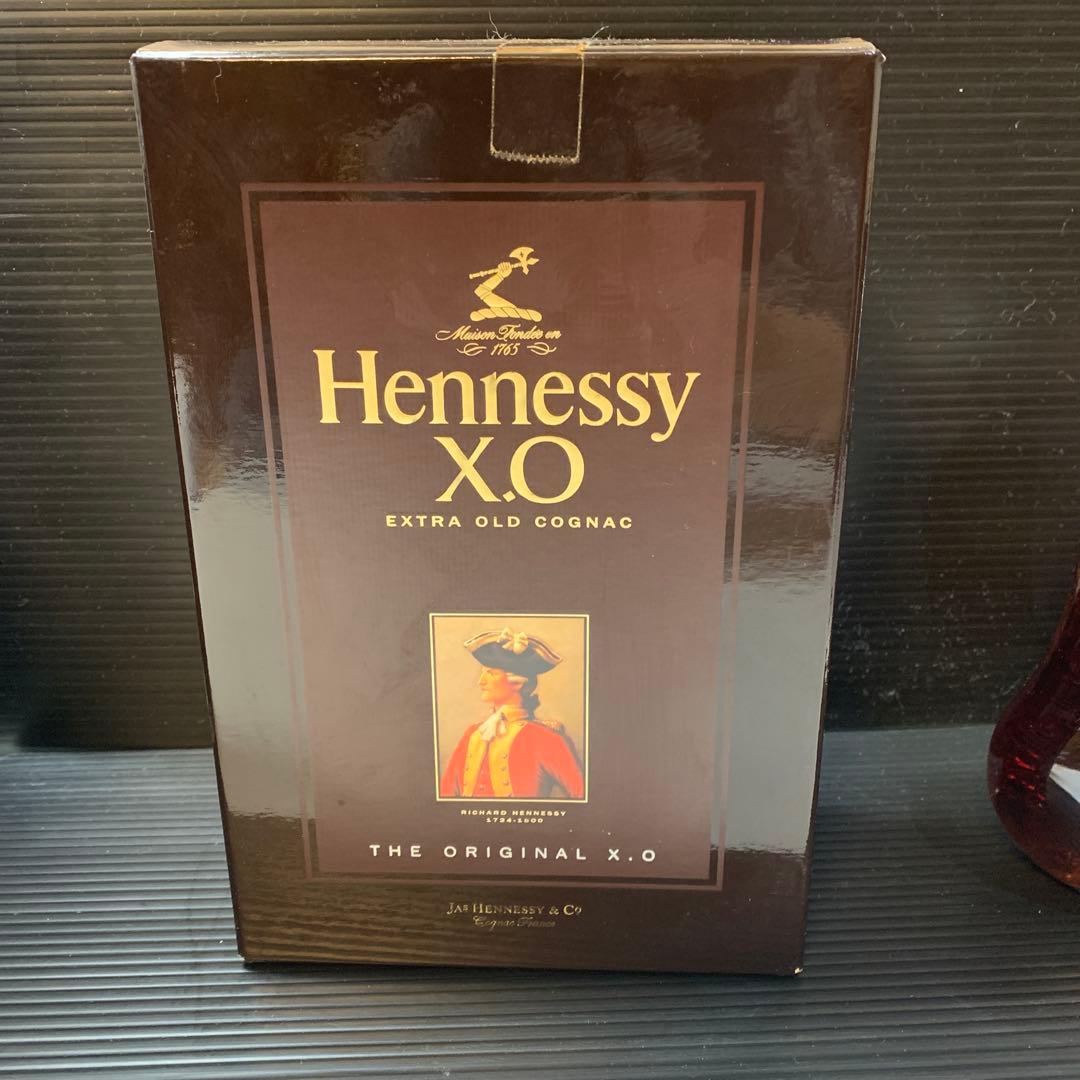 Maison Fondée en
1765
Hennessy
X.O
EXTRA OLD COGNAC
RICHARD HENNESSY
1724-1800
THE ORIGINAL X.O
JAS HENNESSY & Cº
Cognac France